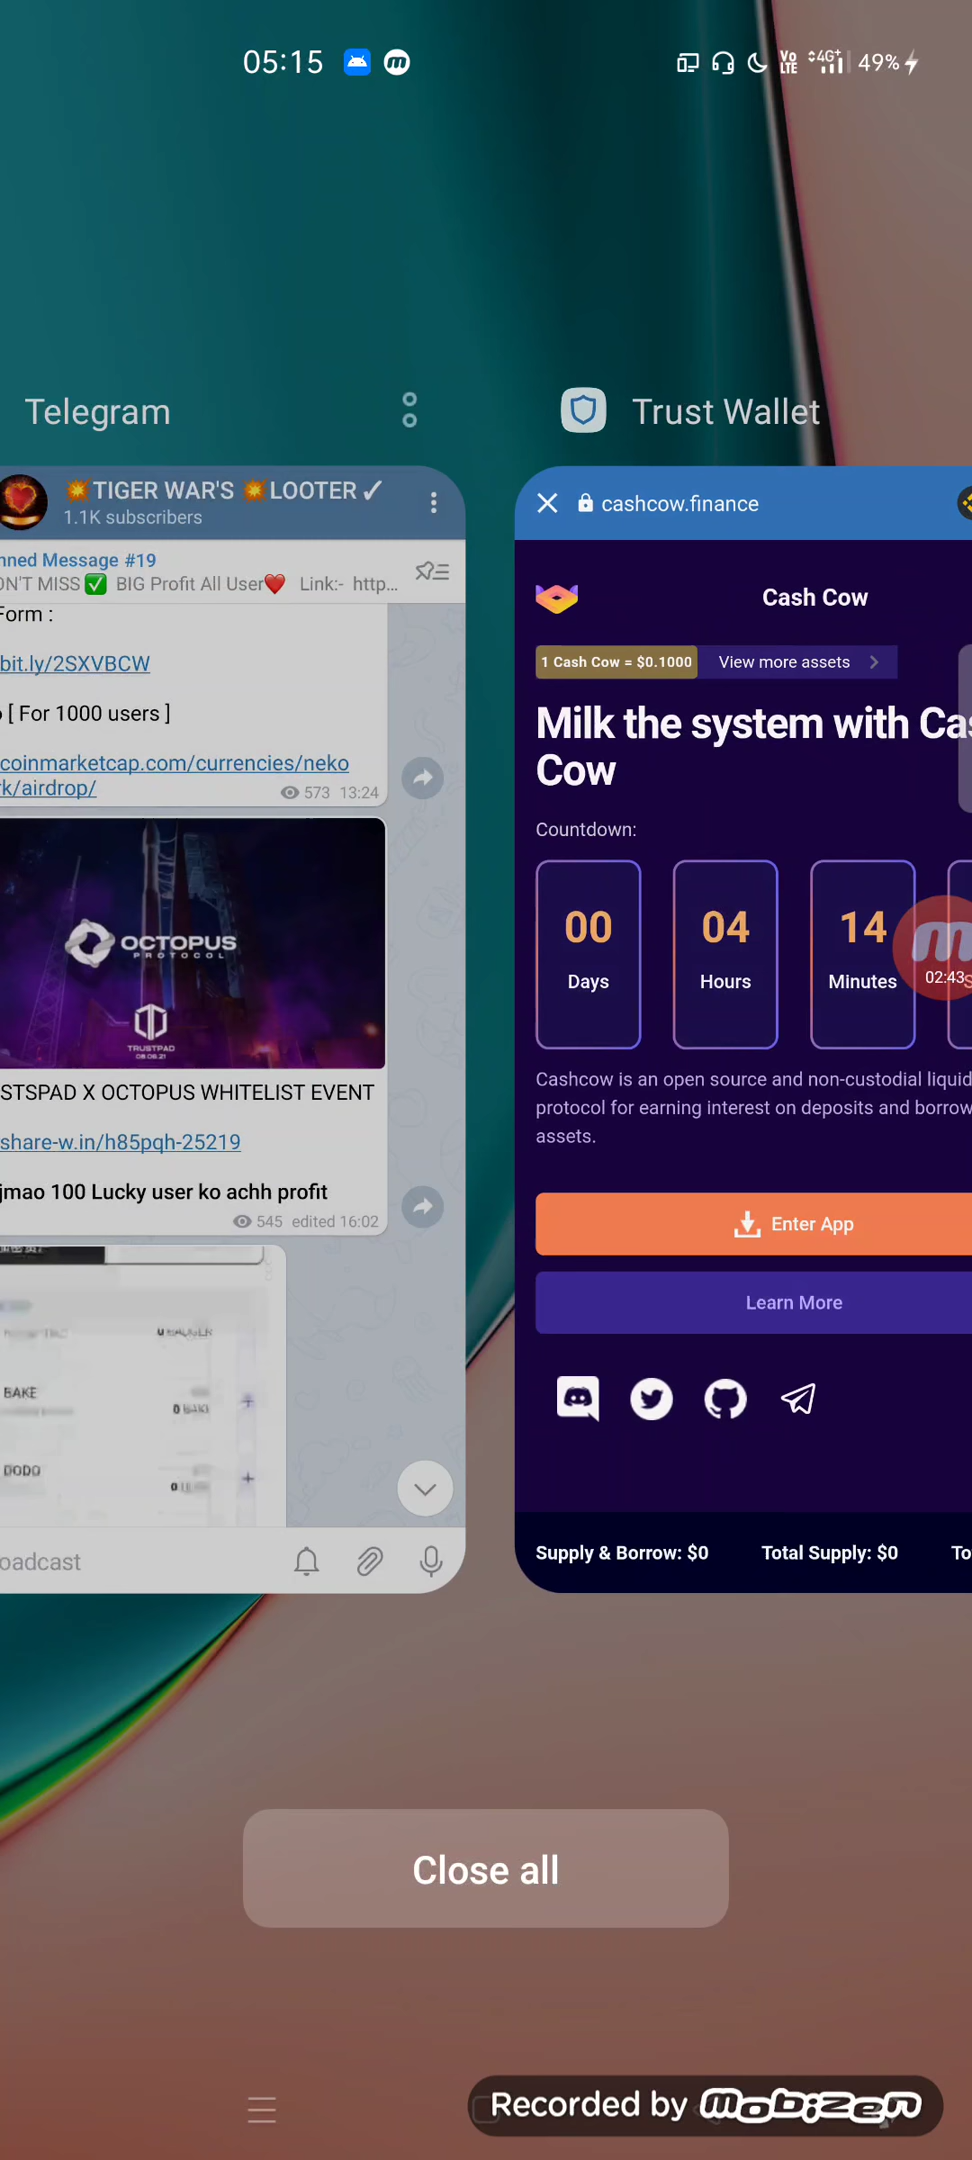 05:15
Vo LTE 4G+ 49%
Telegram
Trust Wallet
💥TIGER WAR'S 💥LOOTER ✓
1.1K subscribers
nned Message #19
ON'T MISS✅ BIG Profit All User❤️ Link:- http...
Form :
bit.ly/2SXVBCW
[ For 1000 users ]
coinmarketcap.com/currencies/neko
k/airdrop/
573 13:24
OCTOPUS
PROTOCOL
TRUSTPAD
08.06.21
STSPAD X OCTOPUS WHITELIST EVENT
share-w.in/h85pqh-25219
jmao 100 Lucky user ko achh profit
545 edited 16:02
BAKE
DODO
oadcast
cashcow.finance
Cash Cow
1 Cash Cow = $0.1000
View more assets
Milk the system with Cas
Cow
Countdown:
00
Days
04
Hours
14
Minutes
m
02:43
Cashcow is an open source and non-custodial liquid
protocol for earning interest on deposits and borrow
assets.
Enter App
Learn More
Supply & Borrow: $0
Total Supply: $0
To
Close all
Recorded by mobizen